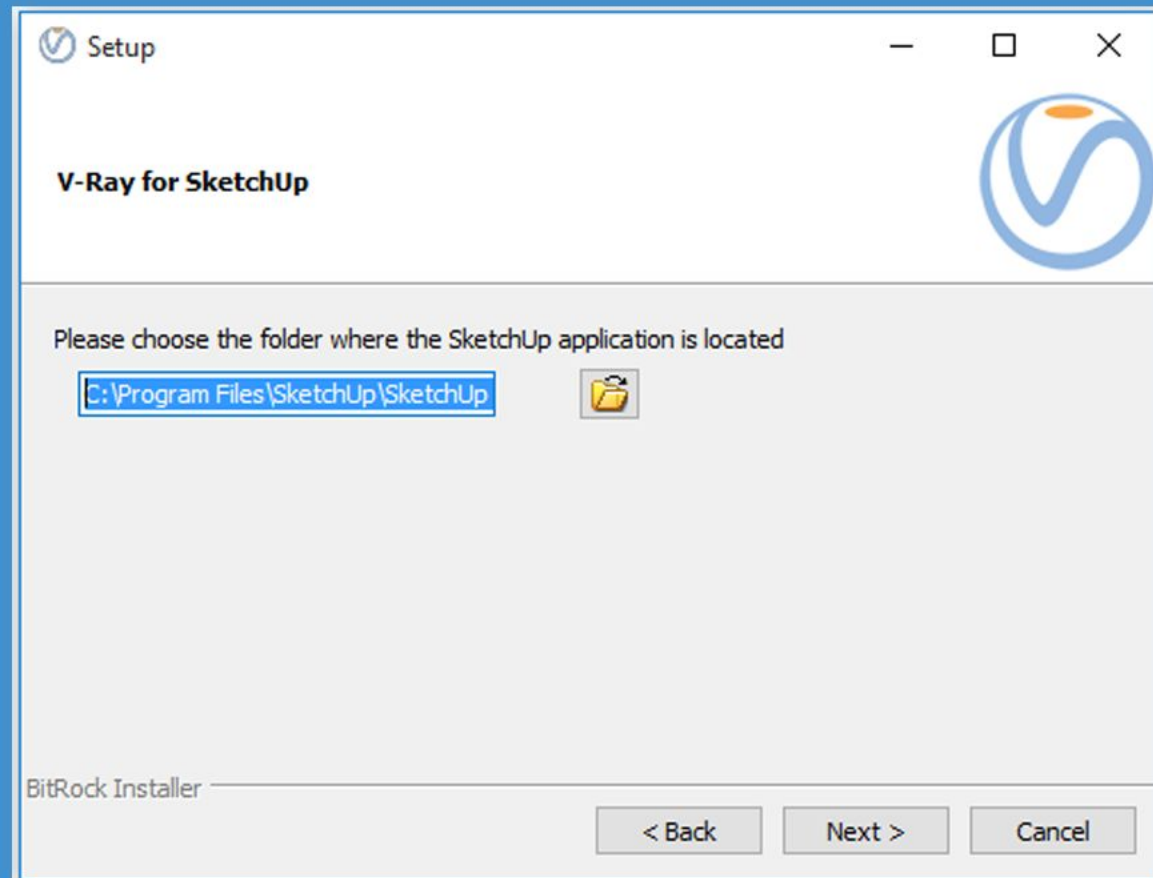 Setup
V-Ray for SketchUp
Please choose the folder where the SketchUp application is located
C:\Program Files\SketchUp\SketchUp
BitRock Installer
< Back Next > Cancel